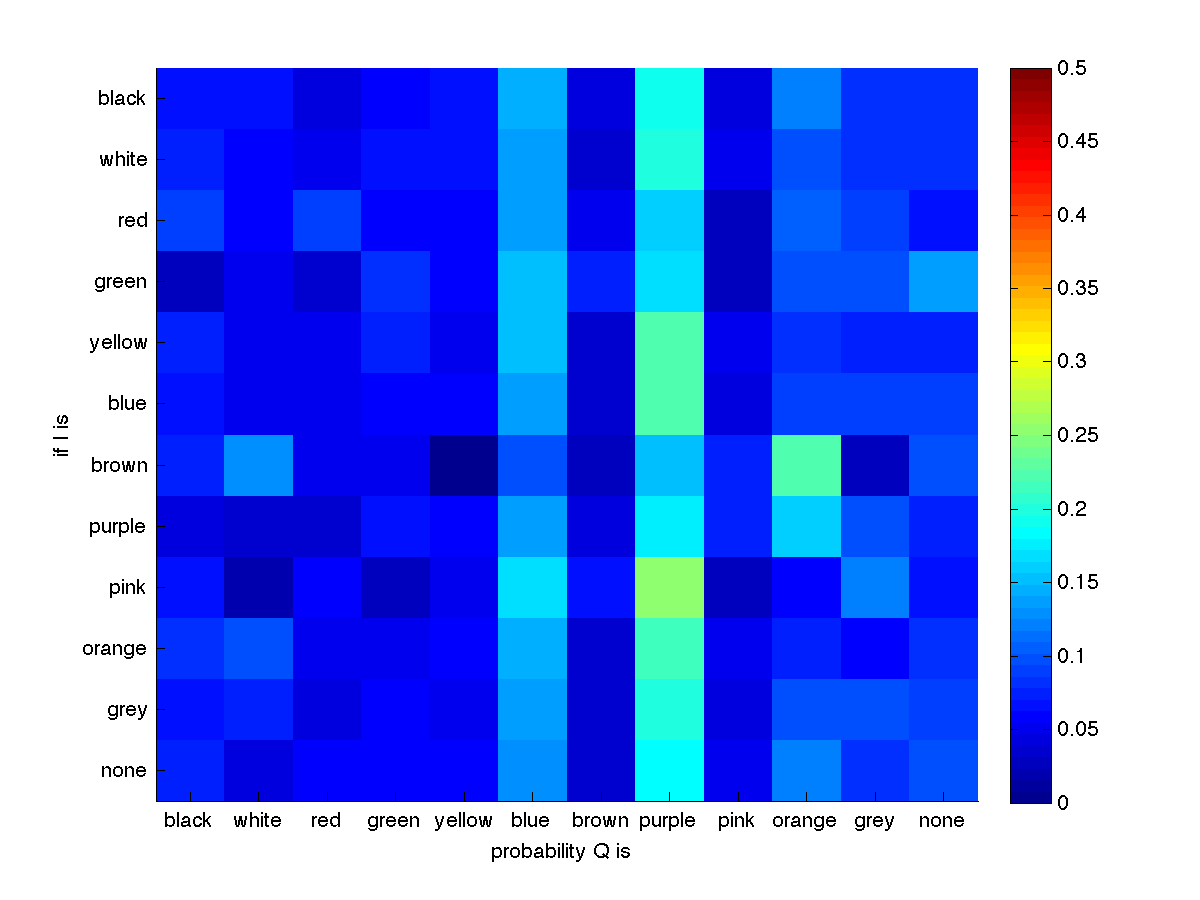 black
white
red
green
yellow
blue
brown
purple
pink
orange
grey
none
if I is
black white red green yellow blue brown purple pink orange grey none
probability Q is
0.5
0.45
0.4
0.35
0.3
0.25
0.2
0.15
0.1
0.05
0